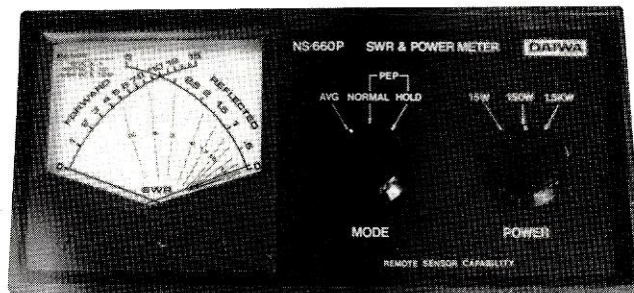 NS-660P SWR & POWER METER DAIWA
PEP
AVG NORMAL HOLD
15W 150W 1.5KW
FORWARD
REFLECTED
SWR
MODE
POWER
REMOTE SENSOR CAPABILITY